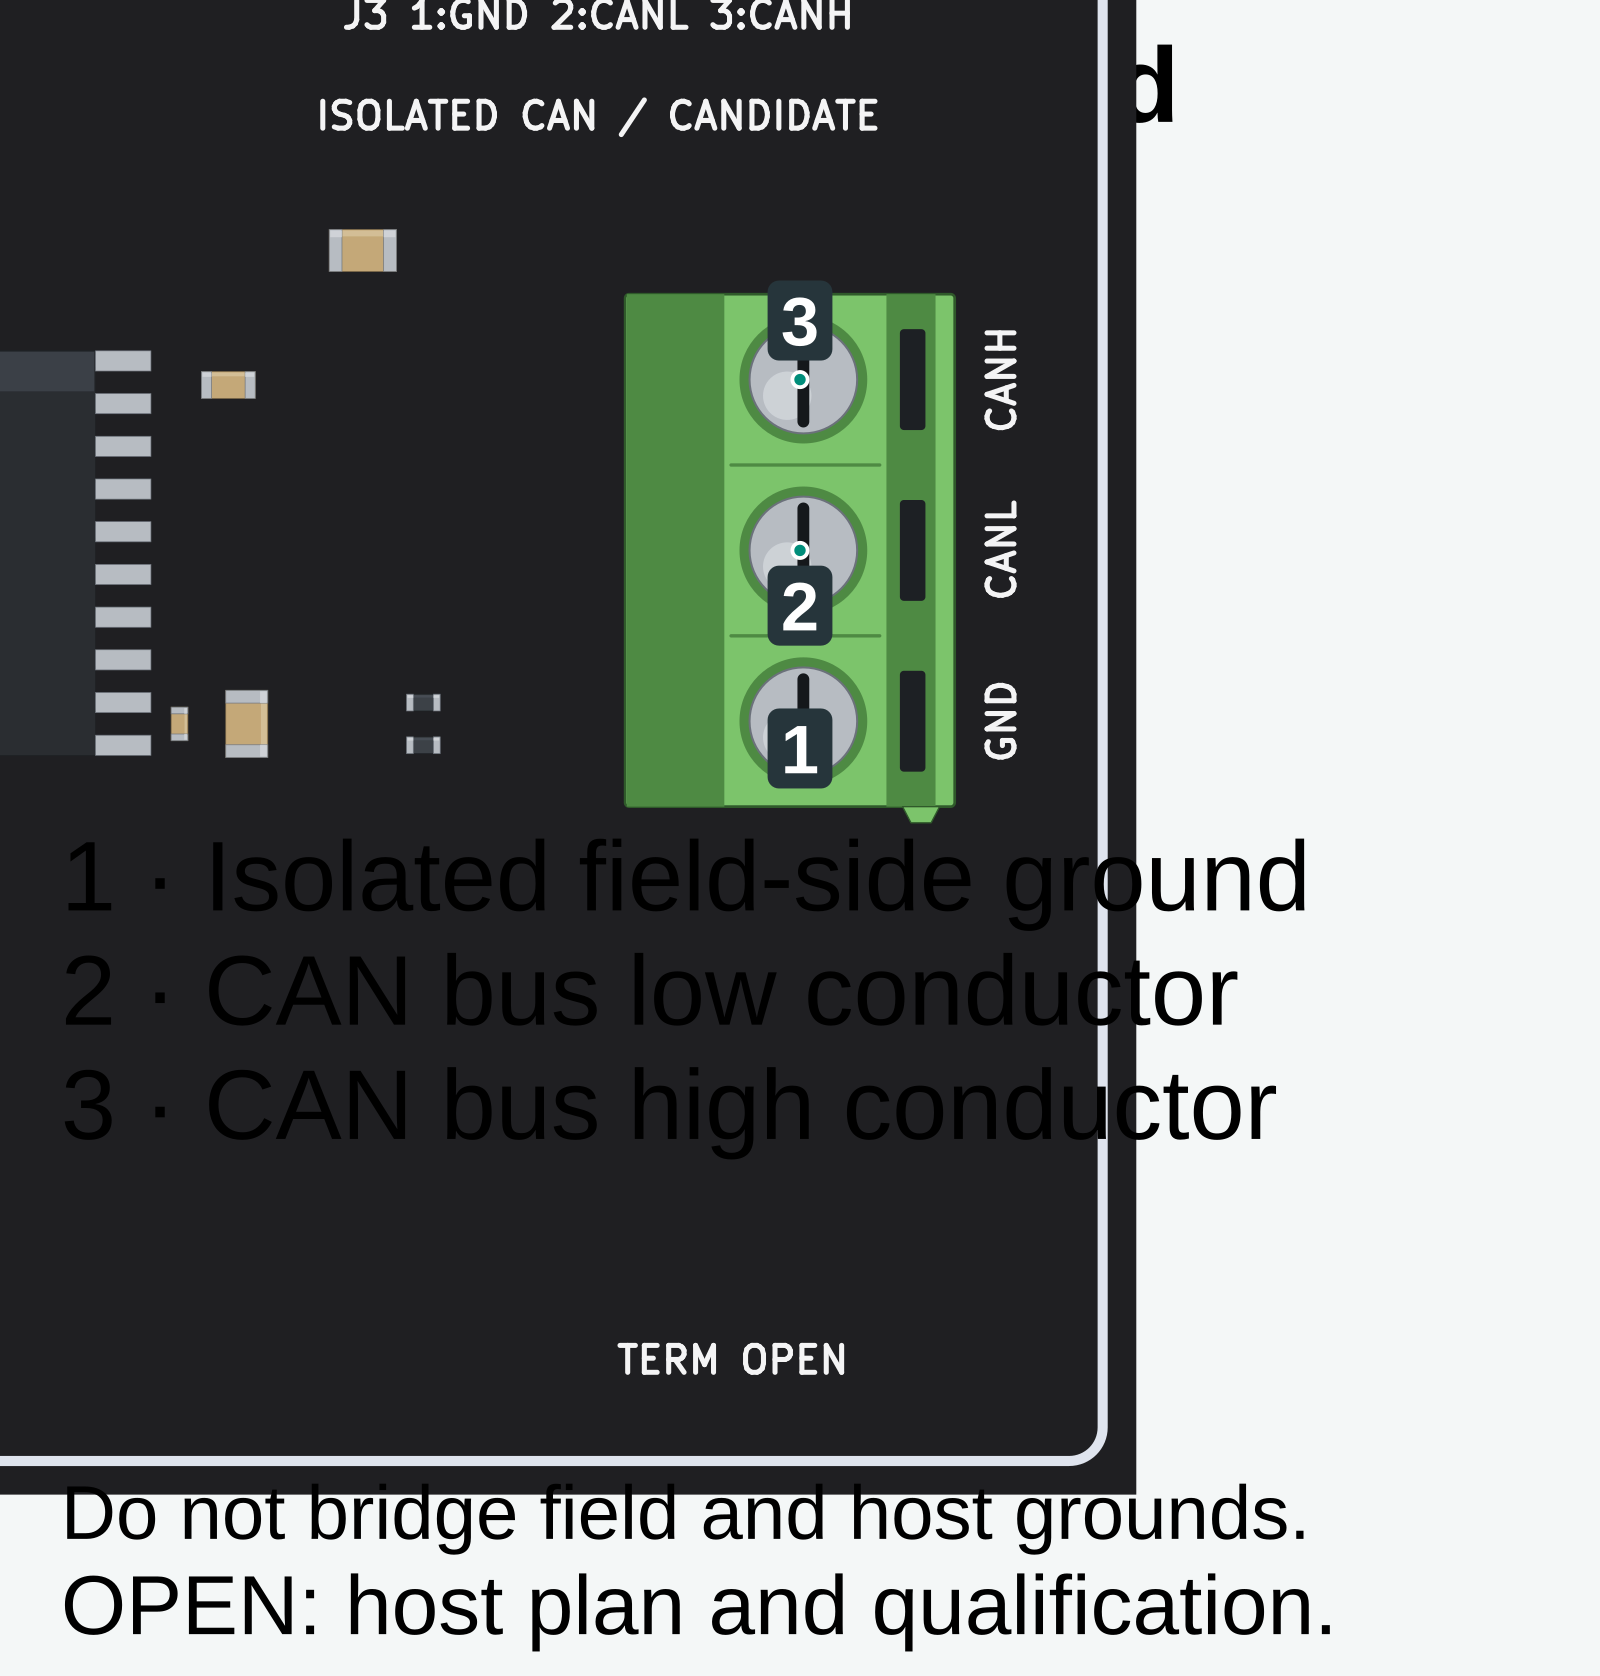 J3 1:GND 2:CANL 3:CANH
d
ISOLATED CAN / CANDIDATE
3
CANH
CANL
2
GND
1
1 · Isolated field-side ground
2 · CAN bus low conductor
3 · CAN bus high conductor
TERM OPEN
Do not bridge field and host grounds.
OPEN: host plan and qualification.